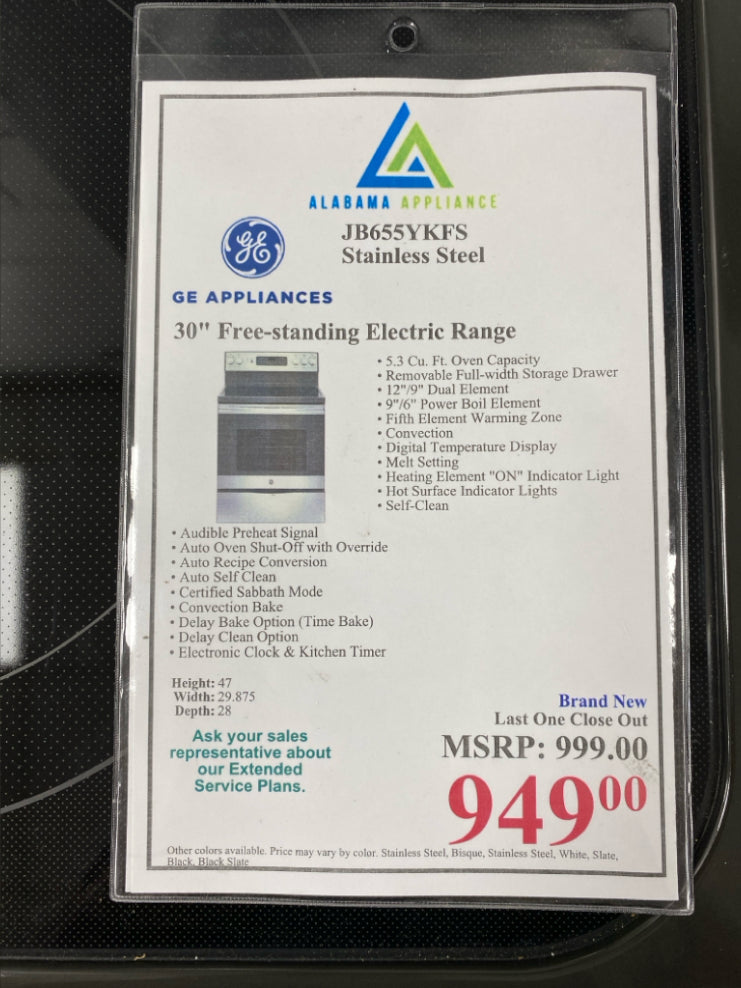 ALABAMA APPLIANCE
JB655YKFS
Stainless Steel
GE
GE APPLIANCES
30" Free-standing Electric Range
• 5.3 Cu. Ft. Oven Capacity
• Removable Full-width Storage Drawer
• 12"/9" Dual Element
• 9"/6" Power Boil Element
• Fifth Element Warming Zone
• Convection
• Digital Temperature Display
• Melt Setting
• Heating Element "ON" Indicator Light
• Hot Surface Indicator Lights
• Self-Clean
• Audible Preheat Signal
• Auto Oven Shut-Off with Override
• Auto Recipe Conversion
• Auto Self Clean
• Certified Sabbath Mode
• Convection Bake
• Delay Bake Option (Time Bake)
• Delay Clean Option
• Electronic Clock & Kitchen Timer
Height: 47
Width: 29.875
Depth: 28
Ask your sales
representative about
our Extended
Service Plans.
Brand New
Last One Close Out
MSRP: 999.00
94900
Other colors available. Price may vary by color. Stainless Steel, Bisque, Stainless Steel, White, Slate,
Black, Black Slate